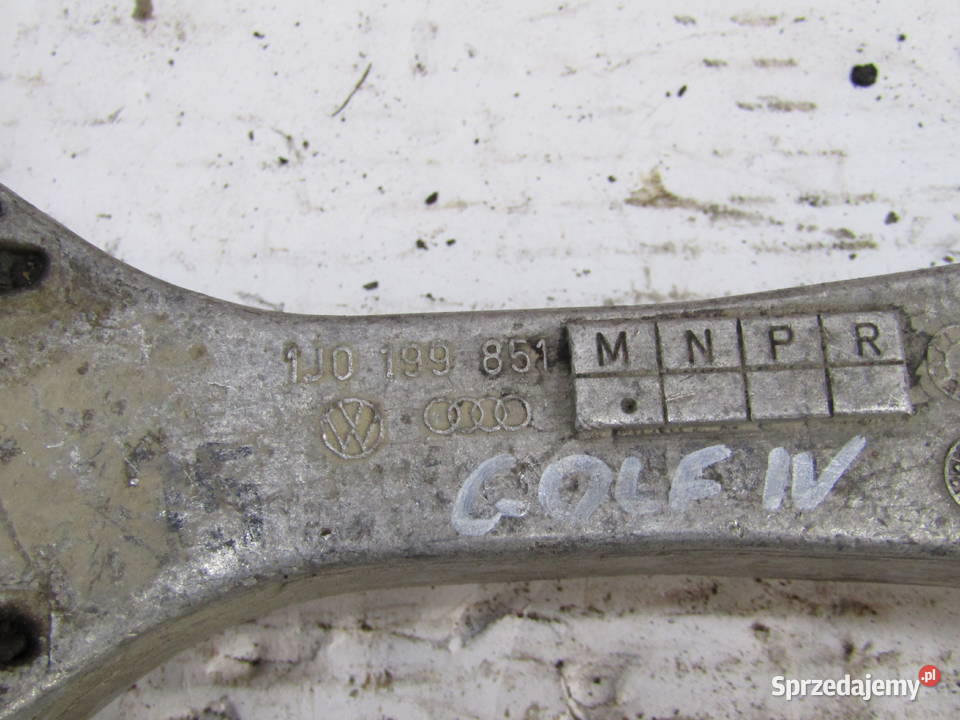 1J0 199 851
M N P R
GOLF IV
Sprzedajemy.pl